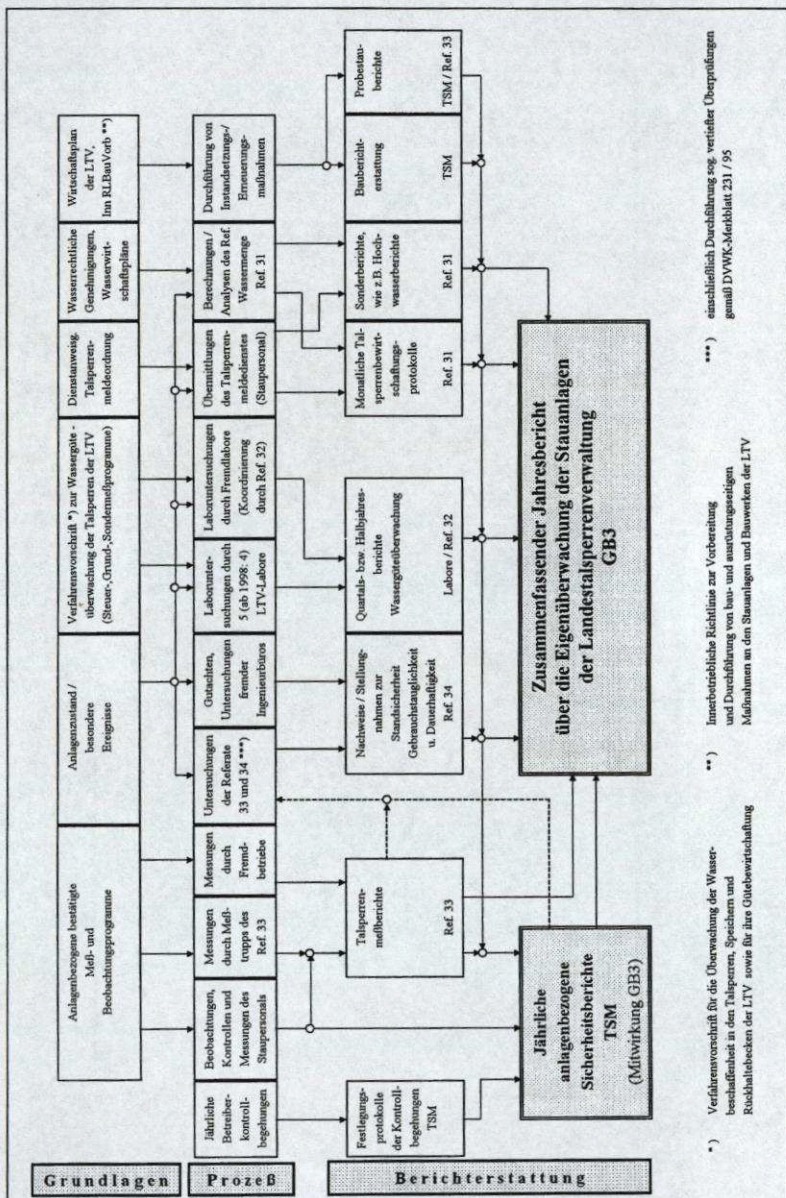 Grundlagen
Anlagenbezogene bestätigte
Meß- und
Beobachtungsprogramme
Anlagenzustand /
besondere
Ereignisse
Verfahrensvorschrift *) zur Wassergüte -
überwachung der Talsperren der LTV
(Steuer-,Grund-,Sondermeßprogramme)
Dienstanweisg.
Talsperren-
meldeordnung
Wasserrechtliche
Genehmigungen,
Wasserwirt-
schaftspläne
Wirtschaftsplan
der LTV,
Inn RLBauVorb **)
Prozeß
Jährliche
Betreiber-
kontroll-
begehungen
Beobachtungen,
Kontrollen und
Messungen des
Staupersonals
Messungen
durch Meß-
trupps des
Ref. 33
Messungen
durch
Fremd-
betriebe
Untersuchungen
der Referate
33 und 34 ***)
Gutachten,
Untersuchungen
fremder
Ingenieurbüros
Laborunter-
suchungen durch
5 (ab 1998: 4)
LTV-Labore
Laboruntersuchungen
durch Fremdlabore
(Koordinierung
durch Ref. 32)
Übermittlungen
des Talsperren-
meldedienstes
(Staupersonal)
Berechnungen /
Analysen des Ref.
Wassermenge
Ref. 31
Durchführung von
Instandsetzungs-/
Erneuerungs-
maßnahmen
Berichterstattung
Festlegungs-
protokolle
der Kontroll-
begehungen
TSM
Talsperren-
meßberichte
Ref. 33
Nachweise / Stellung-
nahmen zur
Standsicherheit
Gebrauchstauglichkeit
u. Dauerhaftigkeit
Ref. 34
Quartals- bzw. Halbjahres-
berichte
Wassergüteüberwachung
Labore / Ref. 32
Monatliche Tal-
sperrenbewirt-
schaftungs-
protokolle
Ref. 31
Sonderberichte,
wie z.B. Hoch-
wasserberichte
Ref. 31
Baubericht-
erstattung
TSM
Probestau-
berichte
TSM / Ref. 33
Jährliche
anlagenbezogene
Sicherheitsberichte
TSM
(Mitwirkung GB3)
Zusammenfassender Jahresbericht
über die Eigenüberwachung der Stauanlagen
der Landestalsperrenverwaltung
GB3
*) Verfahrensvorschrift für die Überwachung der Wasser-
beschaffenheit in den Talsperren, Speichern und
Rückhaltebecken der LTV sowie für ihre Gütebewirtschaftung
**) Innerbetriebliche Richtlinie zur Vorbereitung
und Durchführung von bau- und ausrüstungsseitigen
Maßnahmen an den Stauanlagen und Bauwerken der LTV
***) einschließlich Durchführung sog. vertiefter Überprüfungen
gemäß DVWK-Merkblatt 231 / 95